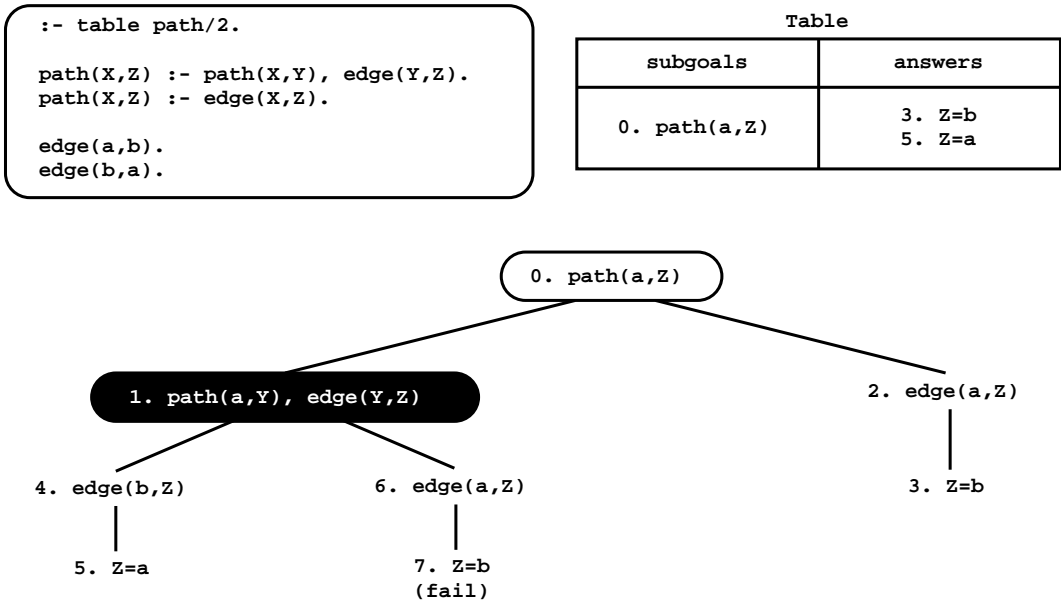 :- table path/2.
path(X,Z) :- path(X,Y), edge(Y,Z).
path(X,Z) :- edge(X,Z).
edge(a,b).
edge(b,a).
Table
subgoals answers
0. path(a,Z)
3. Z=b
5. Z=a
0. path(a,Z)
1. path(a,Y), edge(Y,Z)
2. edge(a,Z)
4. edge(b,Z)
6. edge(a,Z)
3. Z=b
5. Z=a
7. Z=b
(fail)